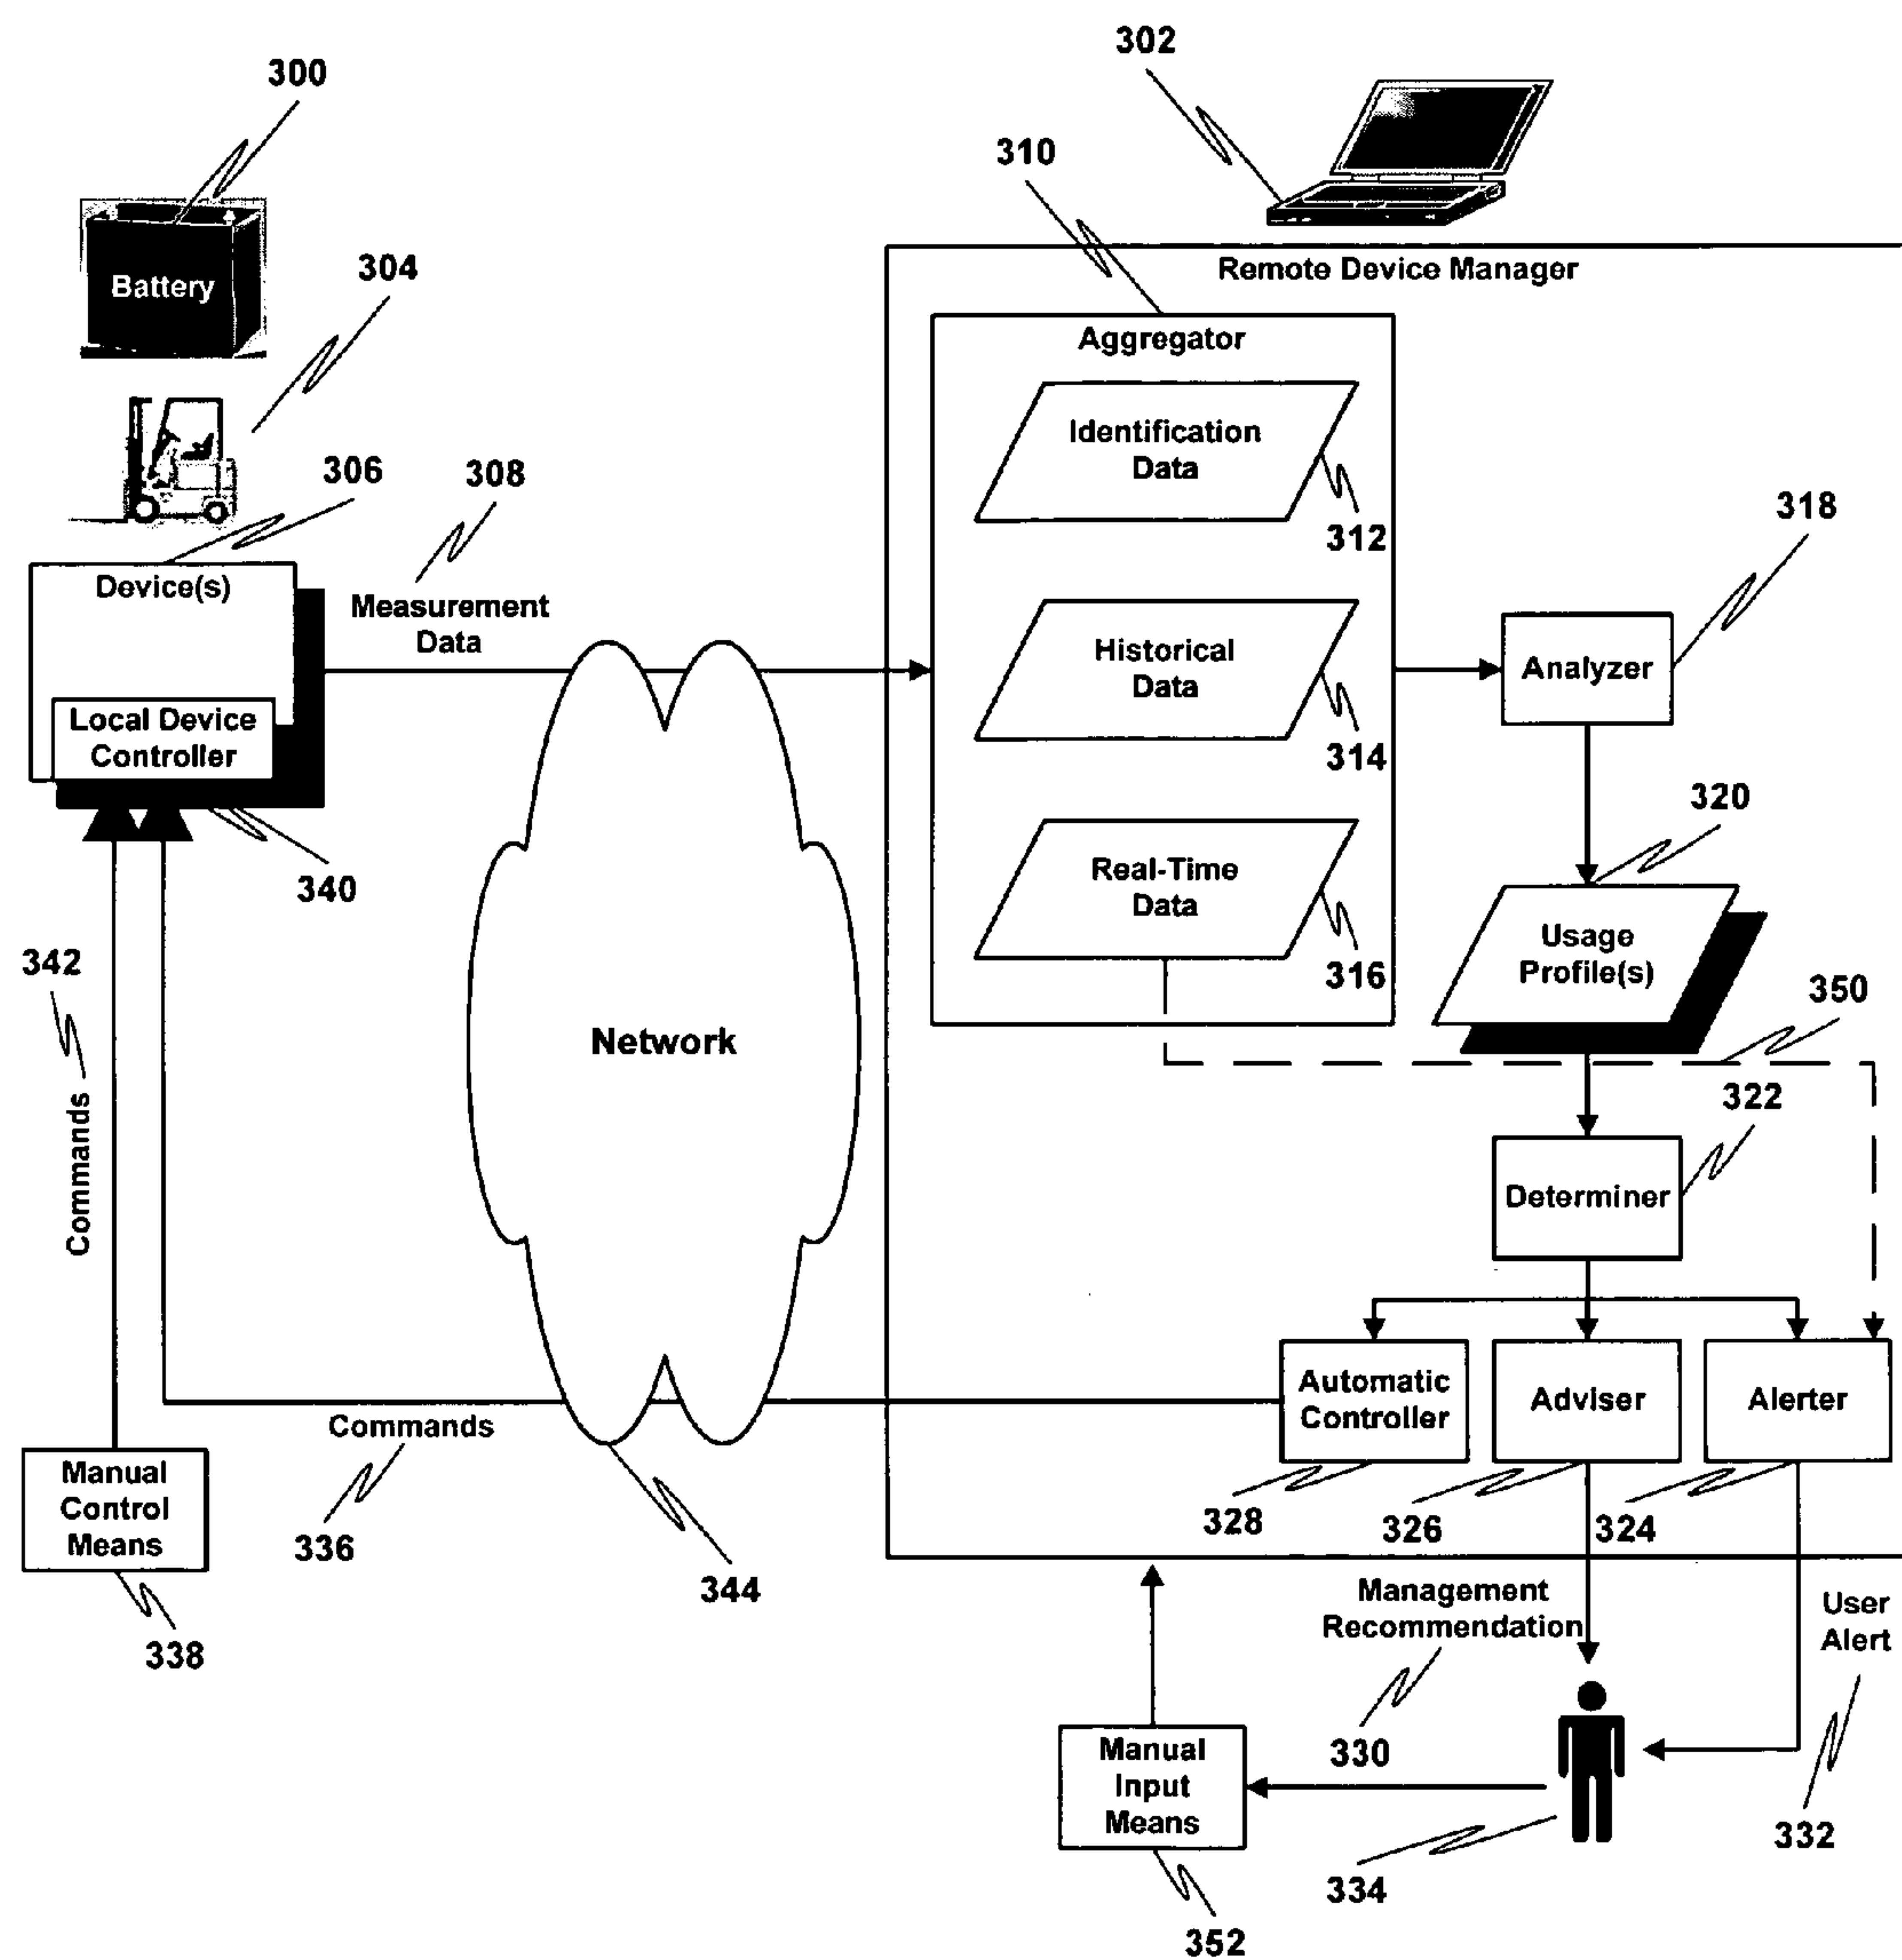 302
300
310
304
Battery
Remote Device Manager
Aggregator
Identification
Data
306
308
312
318
Device(s)
Measurement
Data
Historical
Data
Analyzer
Local Device
Controller
314
320
340
Real-Time
Data
316
Usage
Profile(s)
342
350
Network
322
Commands
Determiner
Automatic
Controller
Adviser
Alerter
Commands
Manual
Control
Means
336
328
326
324
344
338
Management
Recommendation
User
Alert
330
Manual
Input
Means
332
334
352